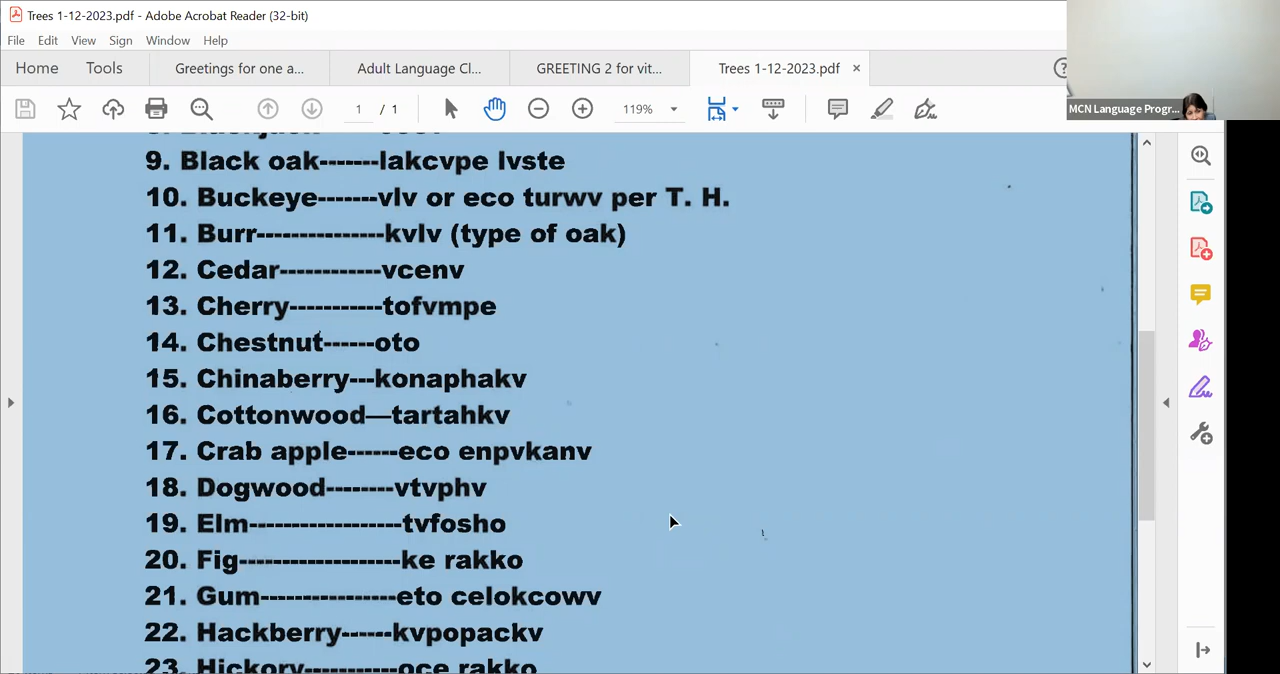 Trees 1-12-2023.pdf - Adobe Acrobat Reader (32-bit)
File Edit View Sign Window Help
Home Tools Greetings for one a... Adult Language Cl... GREETING 2 for vit... Trees 1-12-2023.pdf ×
1 / 1 119%
MCN Language Progr...
9. Black oak-------lakcvpe lvste
10. Buckeye-------vlv or eco turwv per T. H.
11. Burr---------------kvlv (type of oak)
12. Cedar------------vcenv
13. Cherry-----------tofvmpe
14. Chestnut------oto
15. Chinaberry---konaphakv
16. Cottonwood—tartahkv
17. Crab apple------eco enpvkanv
18. Dogwood--------vtvphv
19. Elm------------------tvfosho
20. Fig-------------------ke rakko
21. Gum----------------eto celokcowv
22. Hackberry------kvpopackv
23. Hickory-----------oce rakko